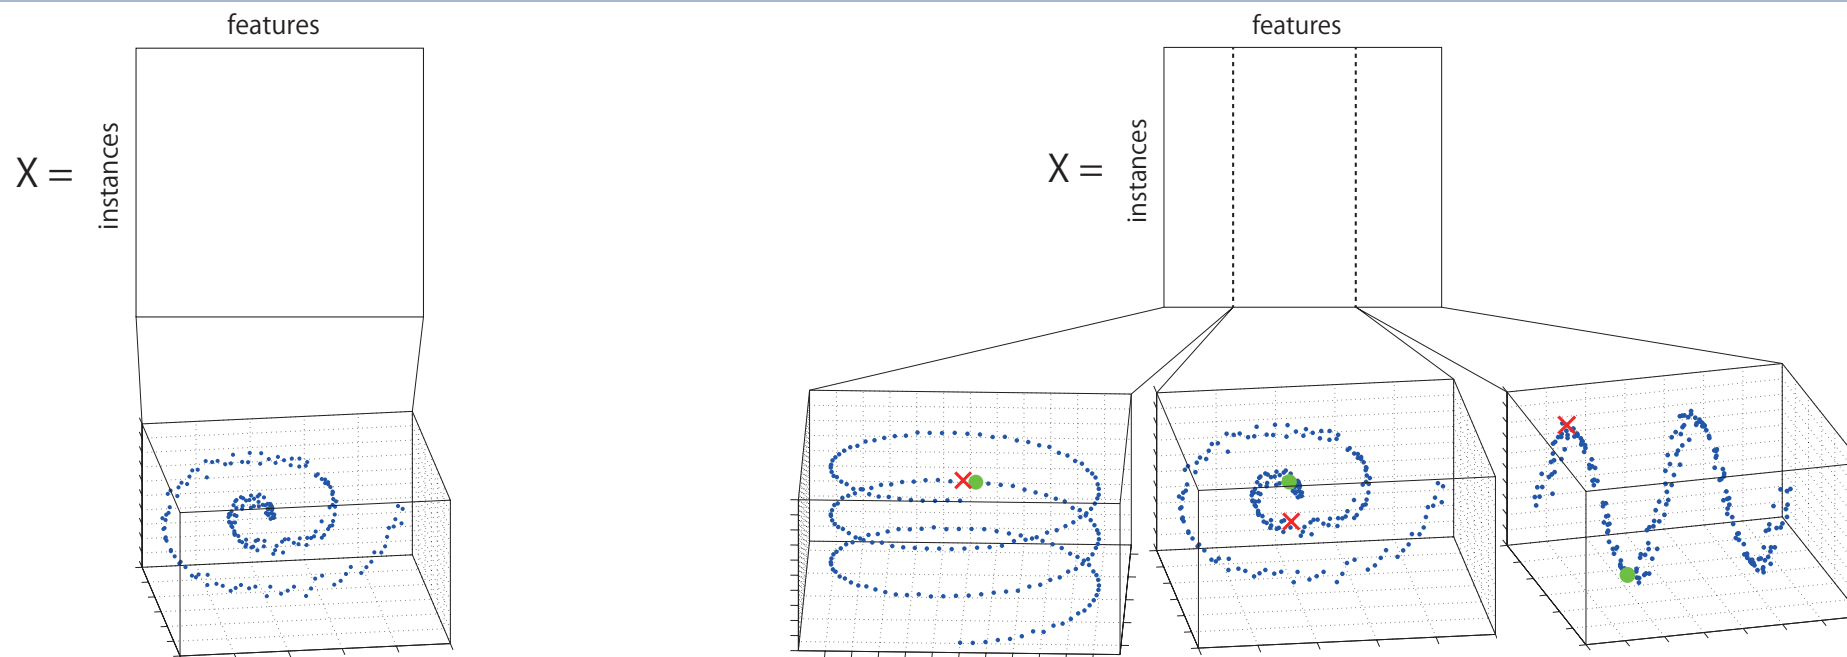 features
X =
instances
features
X =
instances